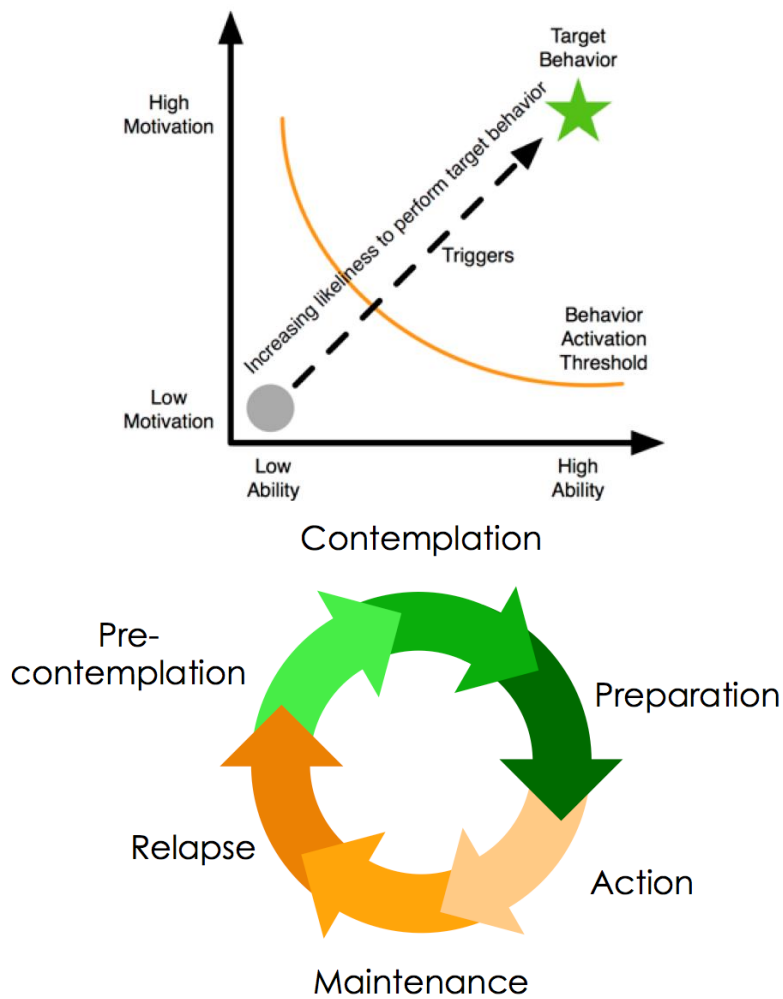 Target
Behavior
High
Motivation
Increasing likeliness to perform target behavior
Triggers
Behavior
Activation
Threshold
Low
Motivation
Low
Ability
High
Ability
Contemplation
Pre-
contemplation
Preparation
Relapse
Action
Maintenance